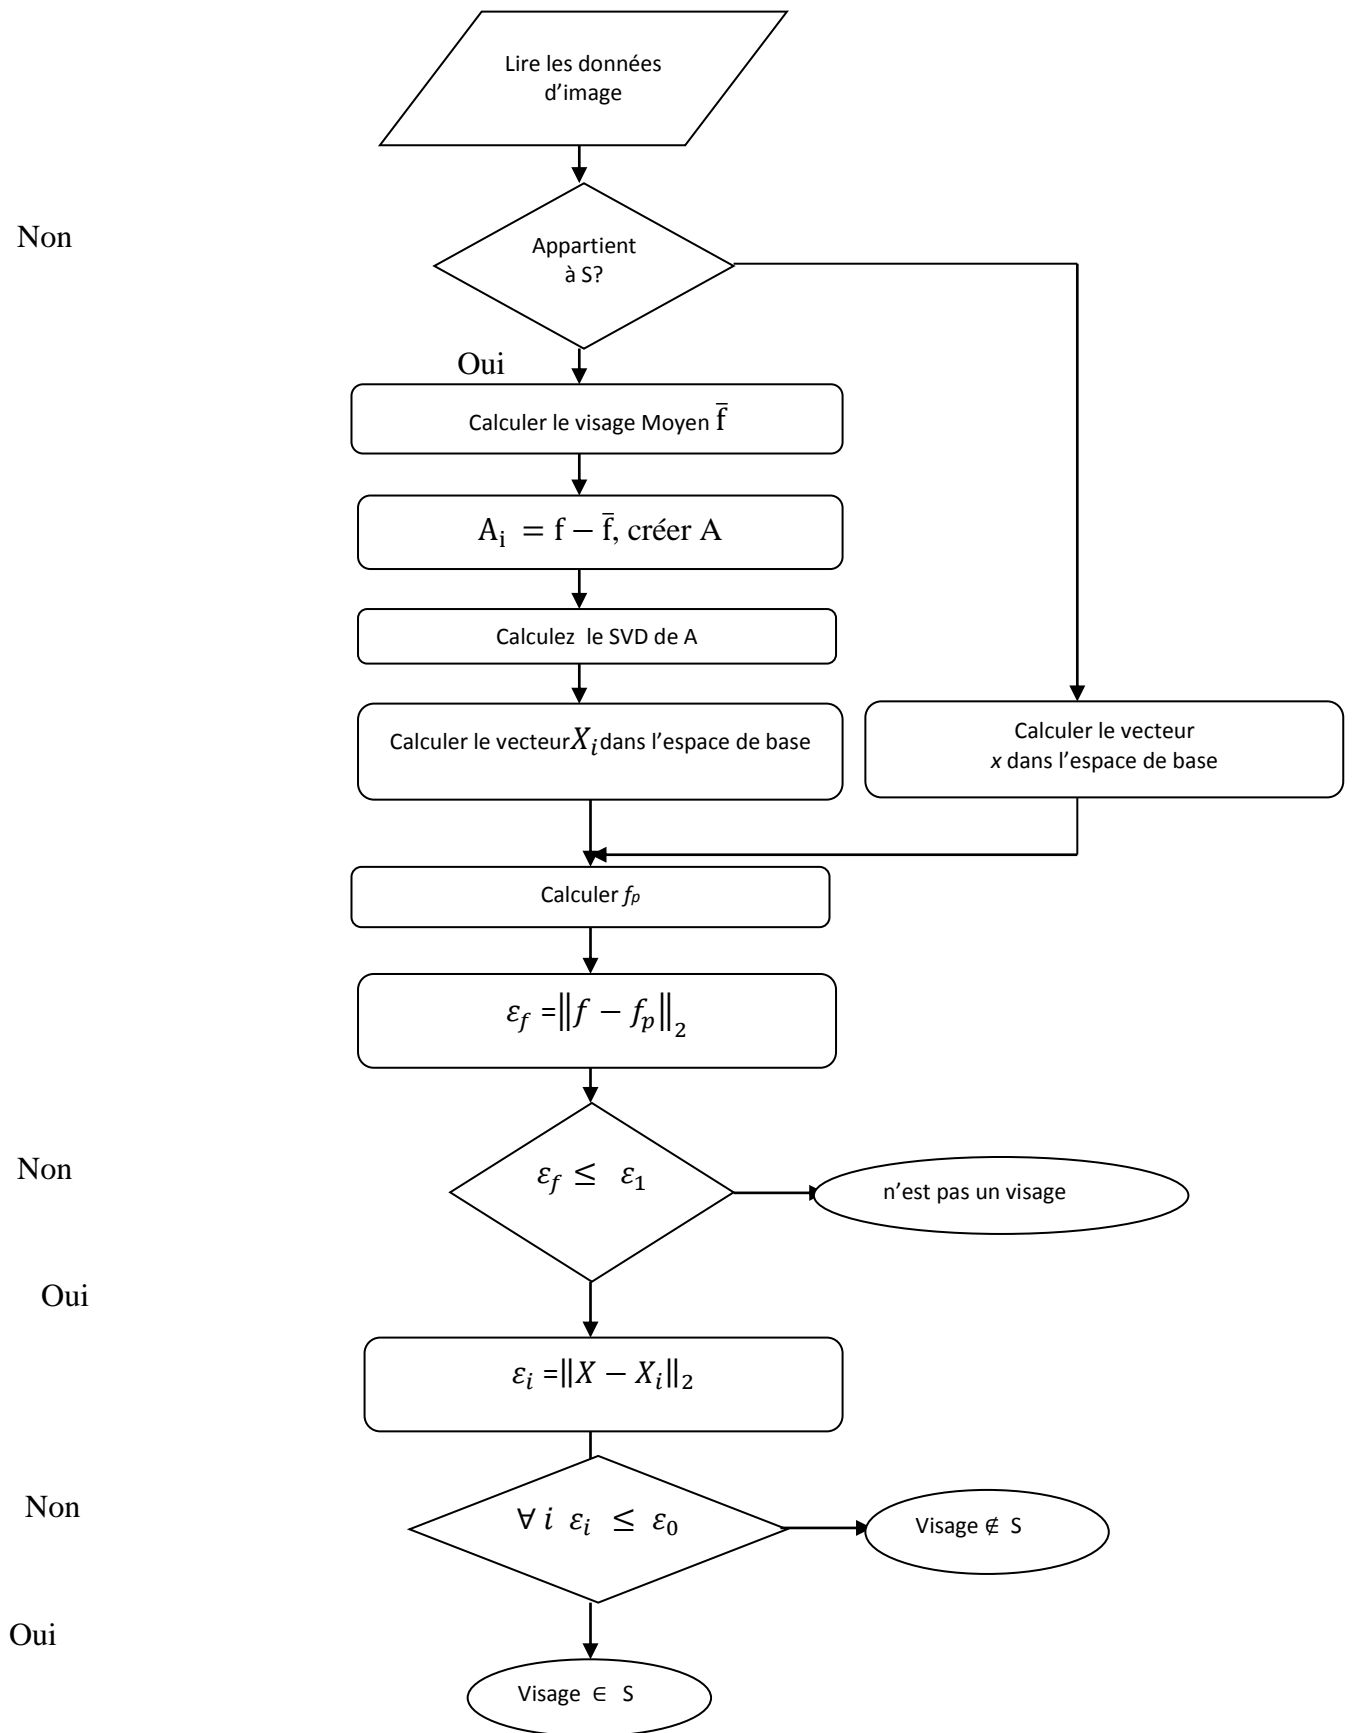 Lire les données
d'image
Non
Appartient
à S?
Oui
Calculer le visage Moyen f̄
Aᵢ = f − f̄, créer A
Calculez le SVD de A
Calculer le vecteur Xᵢ dans l'espace de base
Calculer le vecteur
x dans l'espace de base
Calculer fₚ
ε_f =‖f − fₚ‖₂
Non
ε_f ≤ ε₁
n'est pas un visage
Oui
εᵢ =‖X − Xᵢ‖₂
Non
∀ i εᵢ ≤ ε₀
Visage ∉ S
Oui
Visage ∈ S